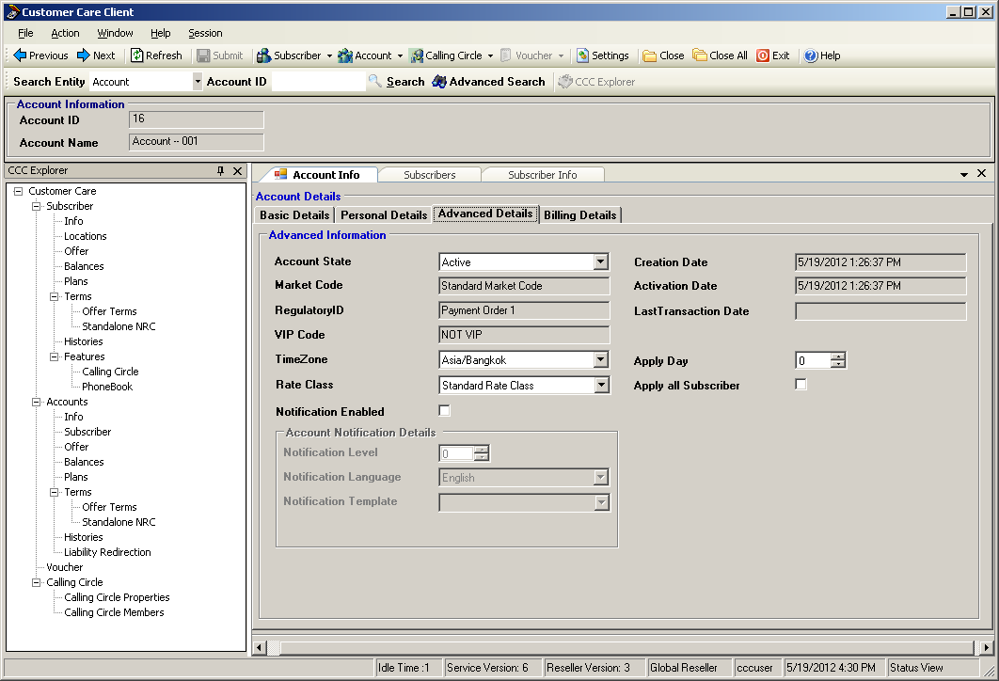 Customer Care Client
File Action Window Help Session
Previous Next Refresh Submit Subscriber Account Calling Circle Voucher Settings Close Close All Exit Help
Search Entity Account Account ID Search Advanced Search CCC Explorer
Account Information
Account ID 16
Account Name Account -- 001
CCC Explorer
Customer Care
Subscriber
Info
Locations
Offer
Balances
Plans
Terms
Offer Terms
Standalone NRC
Histories
Features
Calling Circle
PhoneBook
Accounts
Info
Subscriber
Offer
Balances
Plans
Terms
Offer Terms
Standalone NRC
Histories
Liability Redirection
Voucher
Calling Circle
Calling Circle Properties
Calling Circle Members
Account Info Subscribers Subscriber Info
Account Details
Basic Details Personal Details Advanced Details Billing Details
Advanced Information
Account State Active Creation Date 5/19/2012 1:26:37 PM
Market Code Standard Market Code Activation Date 5/19/2012 1:26:37 PM
RegulatoryID Payment Order 1 LastTransaction Date
VIP Code NOT VIP
TimeZone Asia/Bangkok Apply Day 0
Rate Class Standard Rate Class Apply all Subscriber
Notification Enabled
Account Notification Details
Notification Level 0
Notification Language English
Notification Template
Idle Time :1 Service Version: 6 Reseller Version: 3 Global Reseller cccuser 5/19/2012 4:30 PM Status View